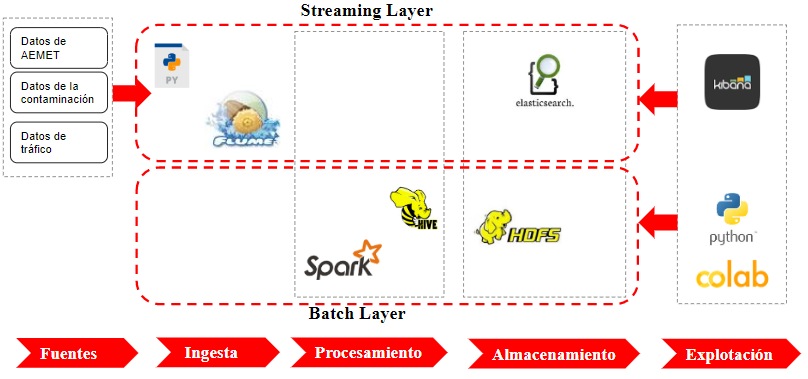 Streaming Layer
Datos de
AEMET
Datos de la
contaminación
Datos de
tráfico
PY
FLUME
elasticsearch.
kibana
HIVE
Spark
HDFS
python
colab
Batch Layer
Fuentes
Ingesta
Procesamiento
Almacenamiento
Explotación